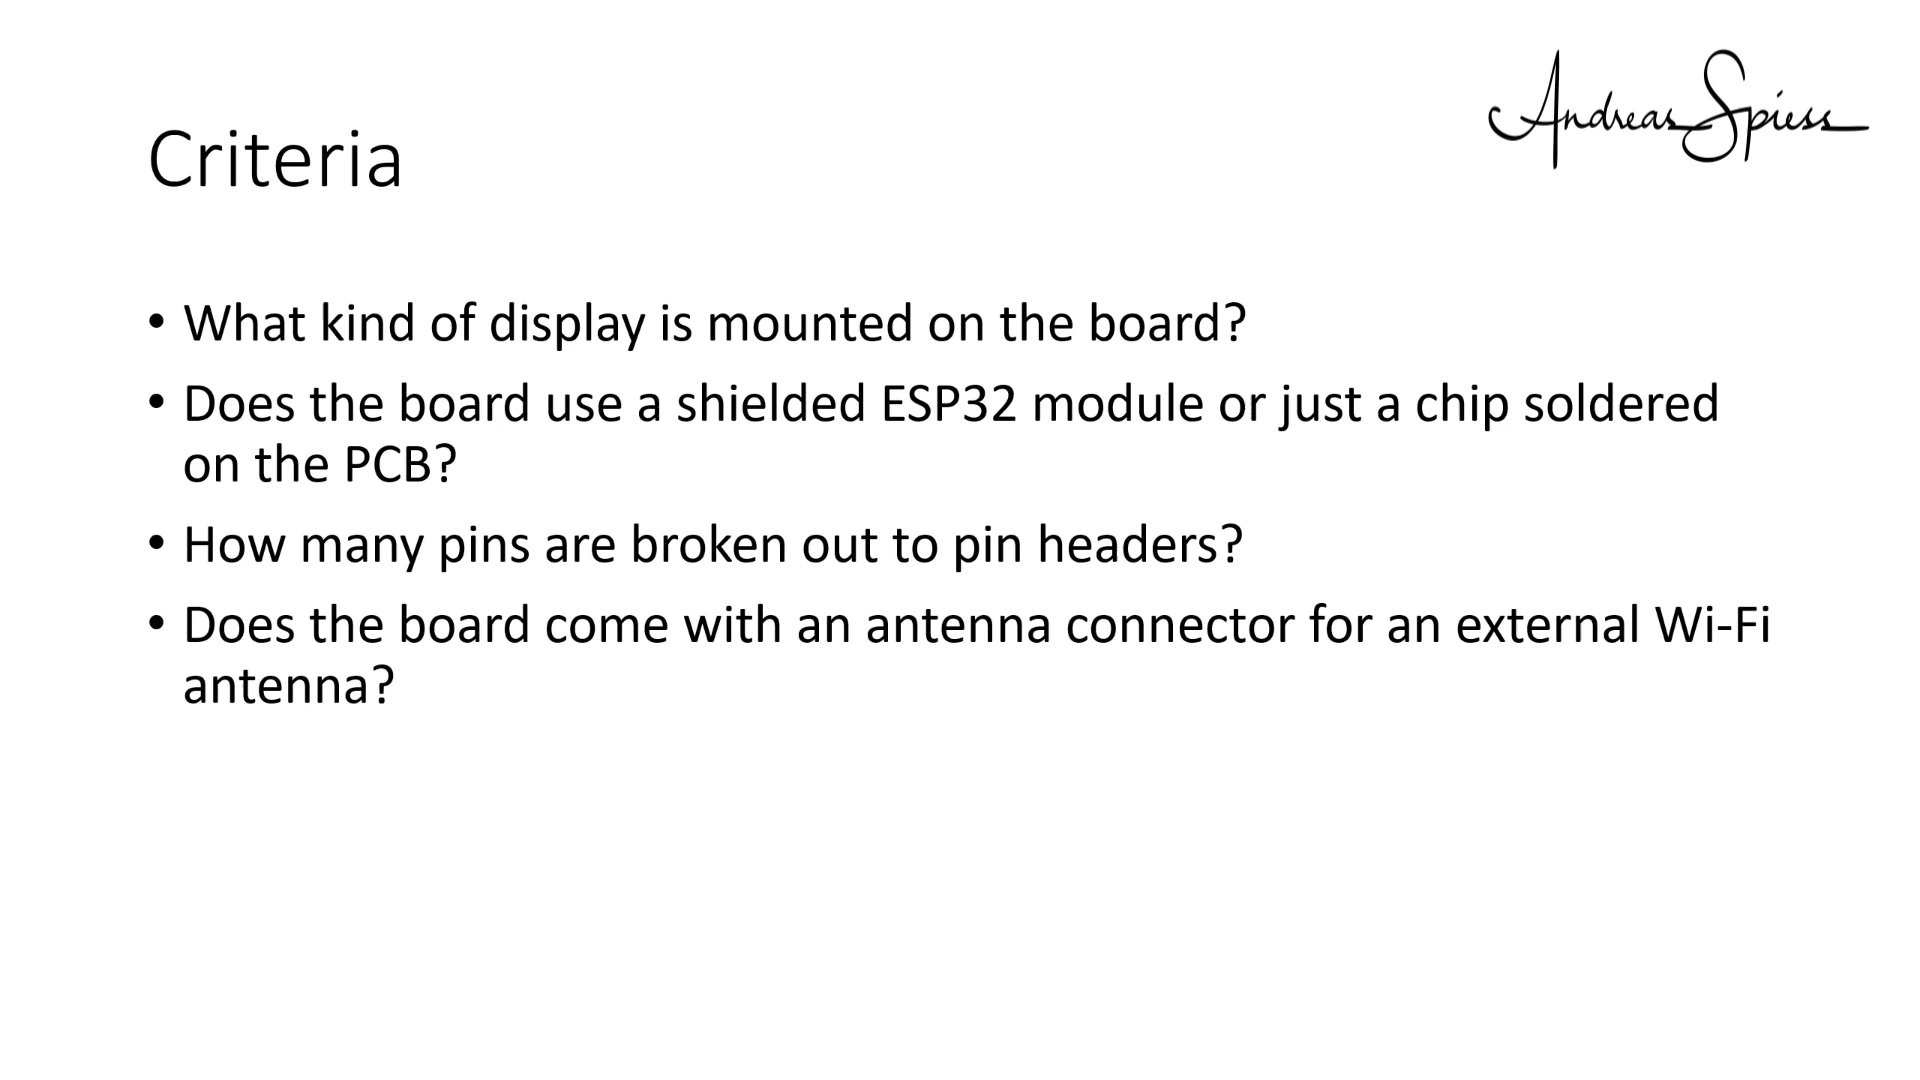 Andreas Spiess
Criteria
• What kind of display is mounted on the board?
• Does the board use a shielded ESP32 module or just a chip soldered
on the PCB?
• How many pins are broken out to pin headers?
• Does the board come with an antenna connector for an external Wi-Fi
antenna?